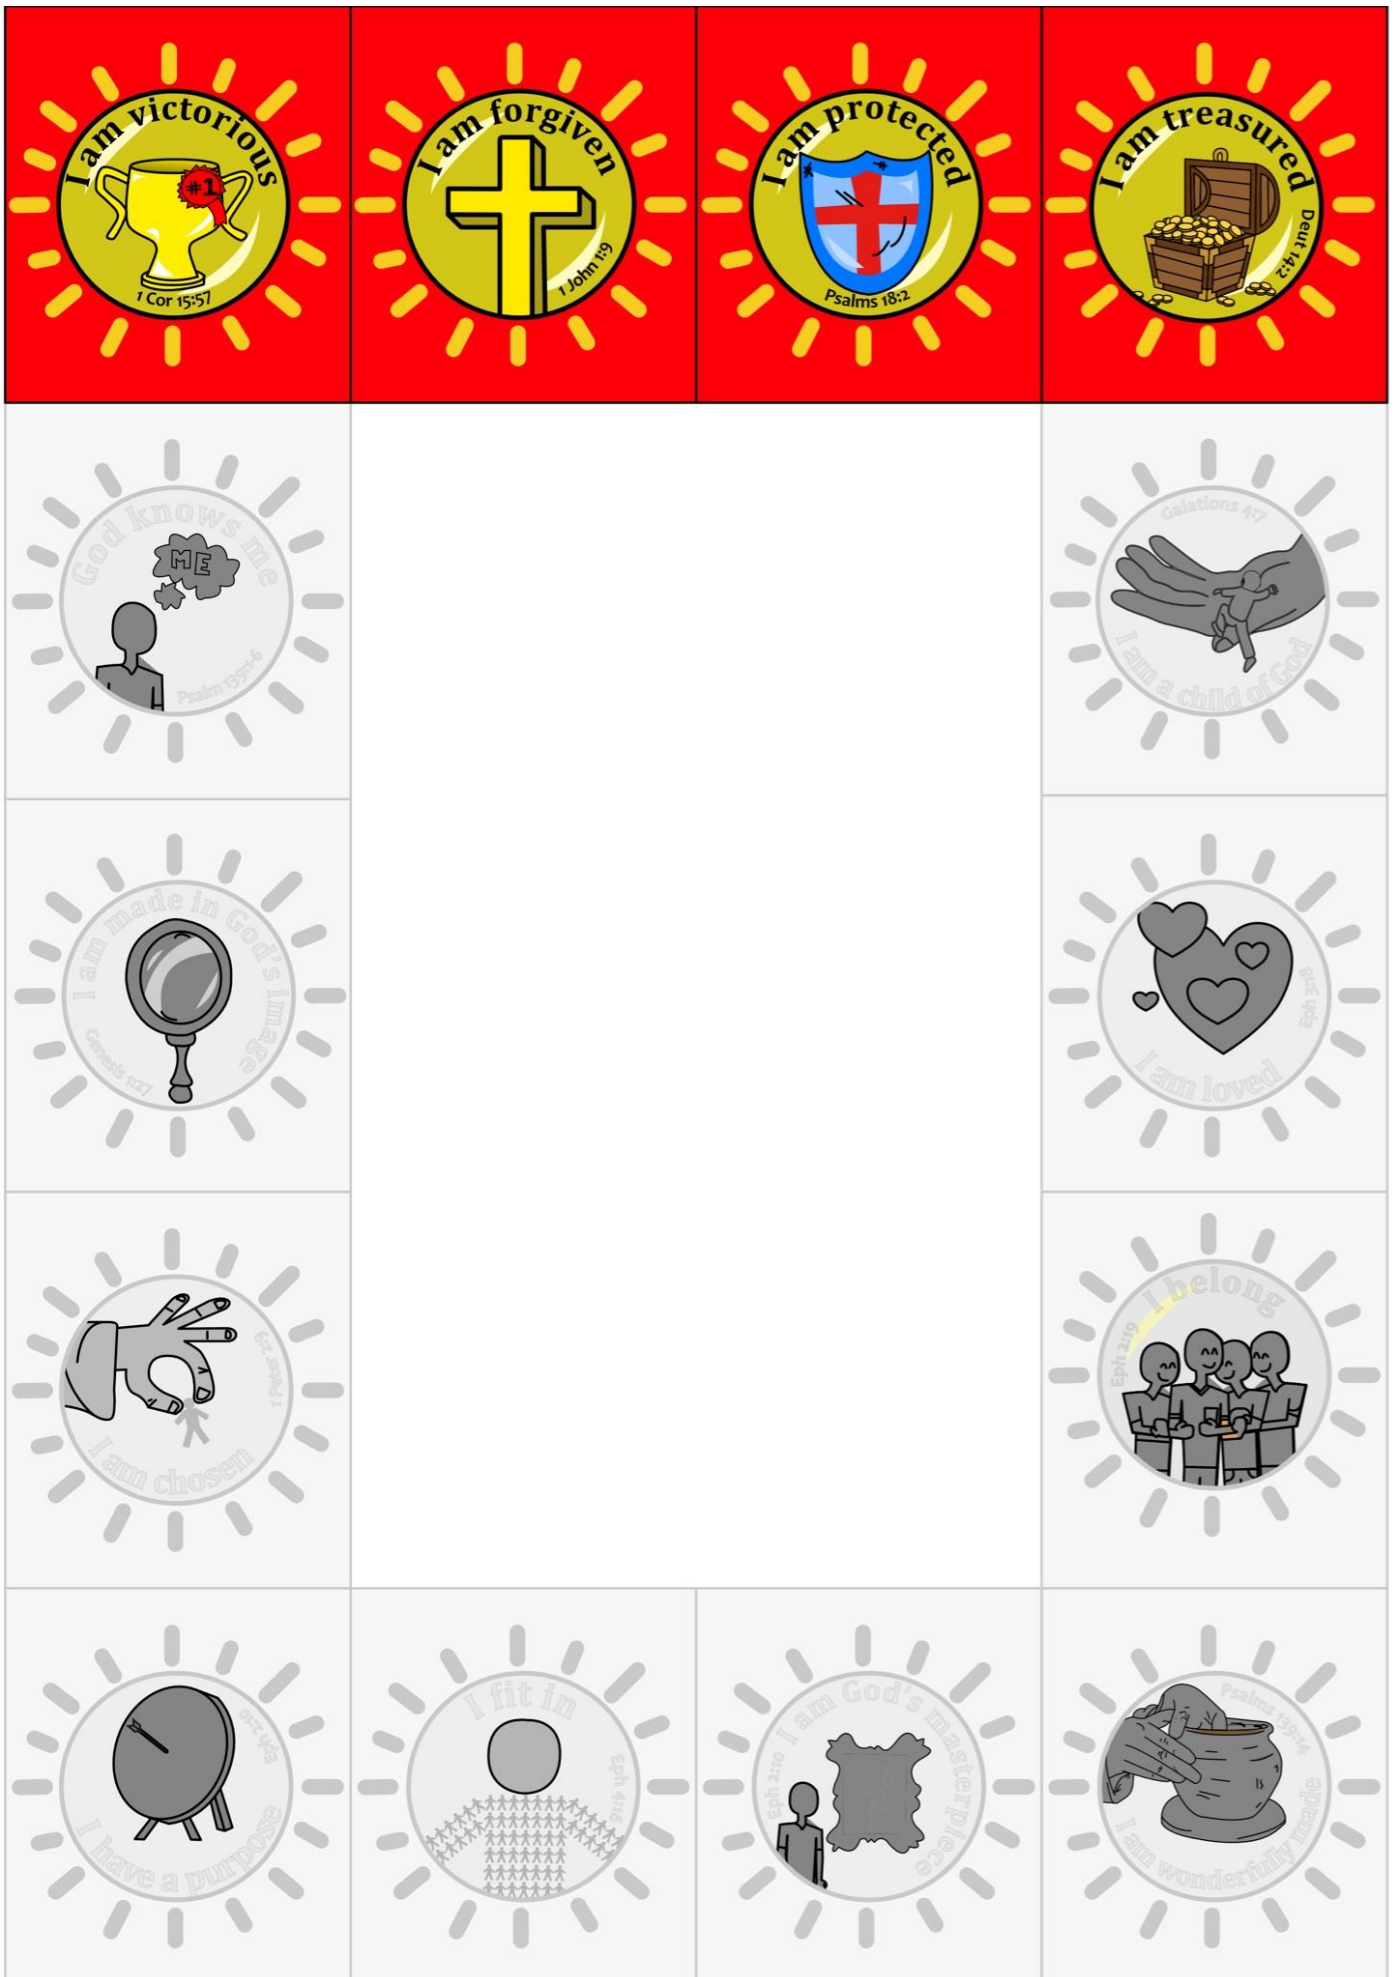 I am victorious
#1
1 Cor 15:57
I am forgiven
1 John 1:9
I am protected
Psalms 18:2
I am treasured
Deut 14:2
God knows me
ME
Psalm 139:1-6
Galations 4:7
I am a child of God
I am made in God's image
Genesis 1:27
Eph 3:18
I am loved
1 Peter 2:9
I am chosen
I belong
Eph 2:19
Eph 2:10
I have a purpose
I fit in
Eph 4:16
I am God's masterpiece
Eph 2:10
Psalms 139:14
I am wonderfully made